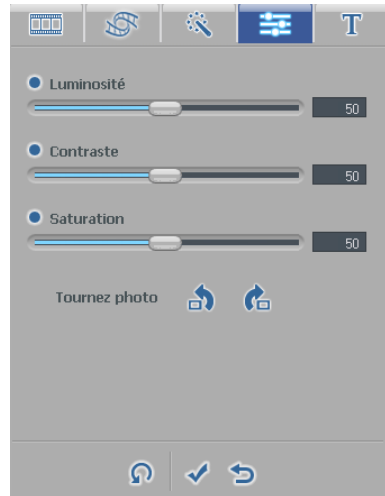 T
Luminosité
50
Contraste
50
Saturation
50
Tournez photo